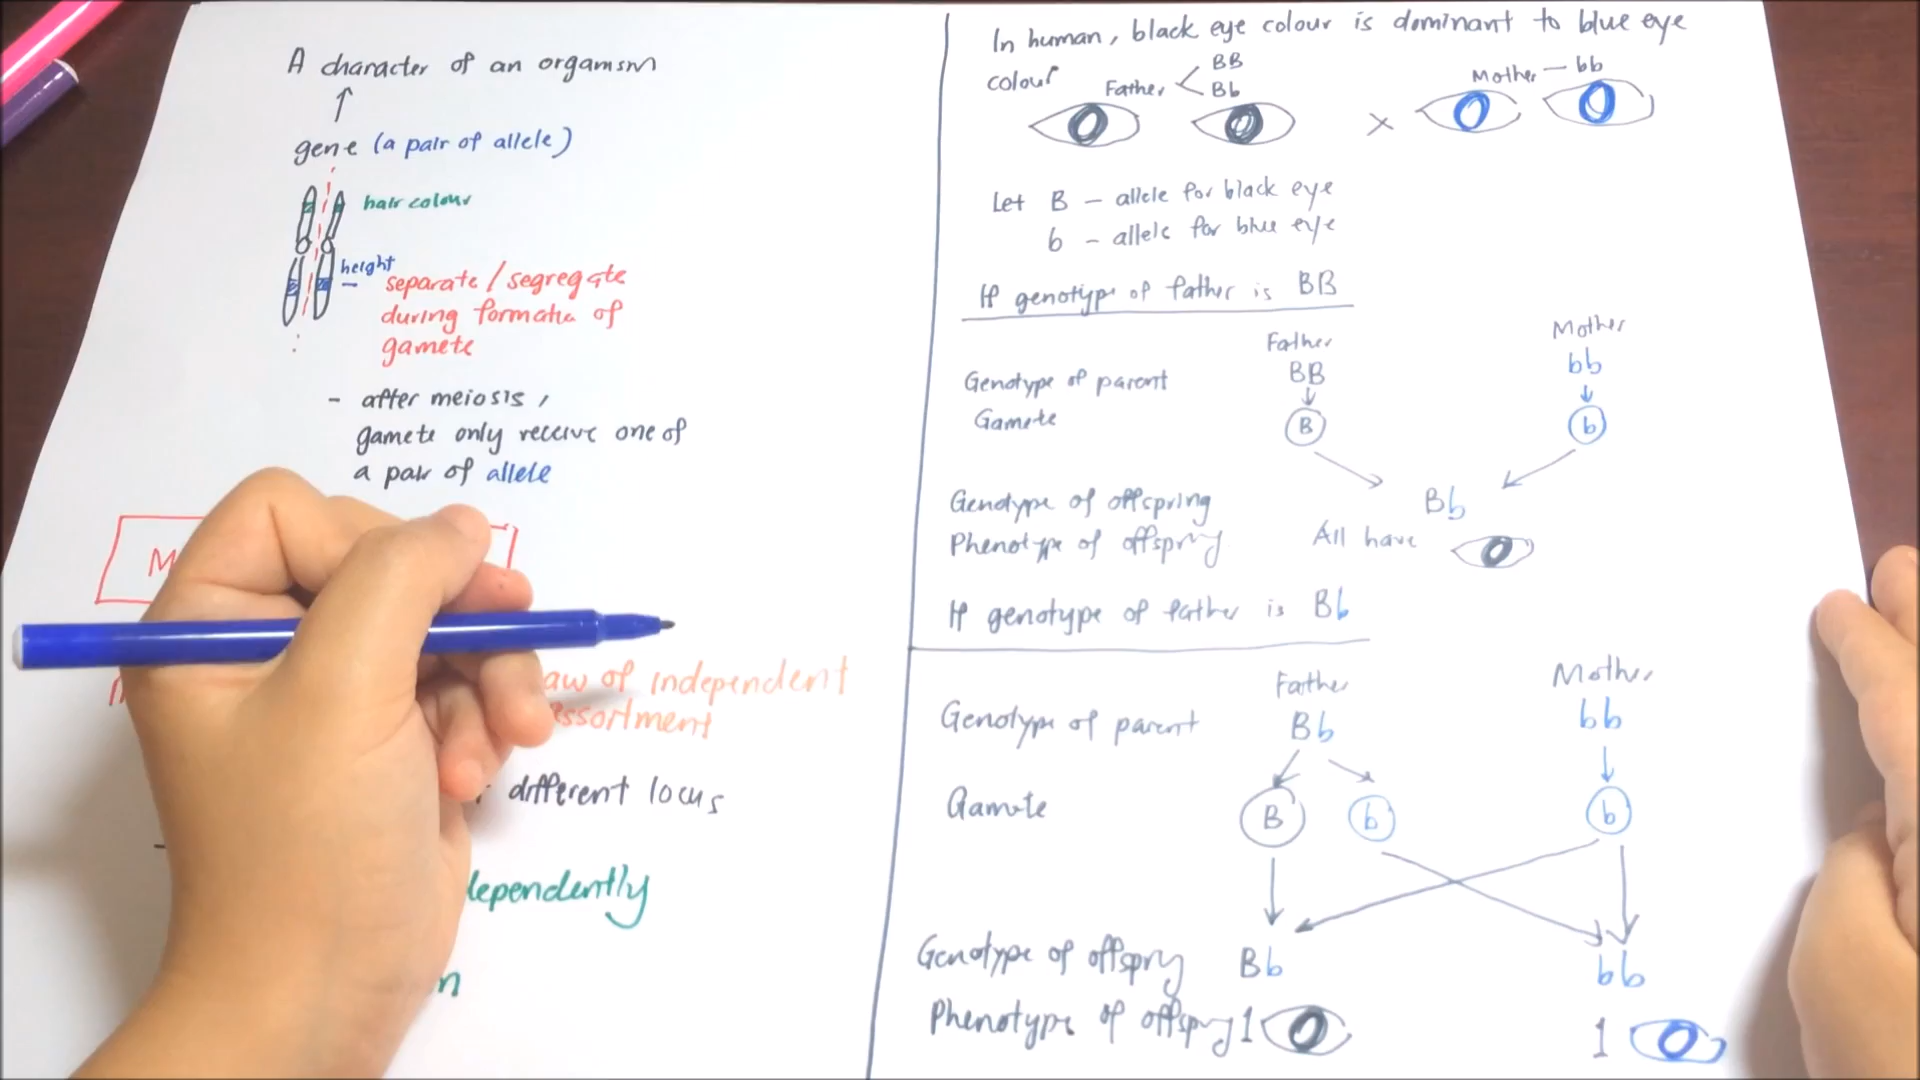 A character of an organism
gene (a pair of allele)
hair colour
height
- separate / segregate
during formatia of
gamete
- after meiosis,
gamete only receive one of
a pair of allele
M
aw of independent
assortment
different locus
dependently
n
In human, black eye colour is dominant to blue eye
colour
Father
BB
Bb
x
Mother - bb
Let B - allele for black eye
b - allele for blue eye
If genotype of father is BB
Father Mother
Genotype of parent BB bb
Gamete B b
Genotype of offspring Bb
Phenotype of offspring All have
If genotype of father is Bb
Father Mother
Genotype of parent Bb bb
Gamete B b b
Genotype of offspring Bb bb
Phenotype of offspring 1 1